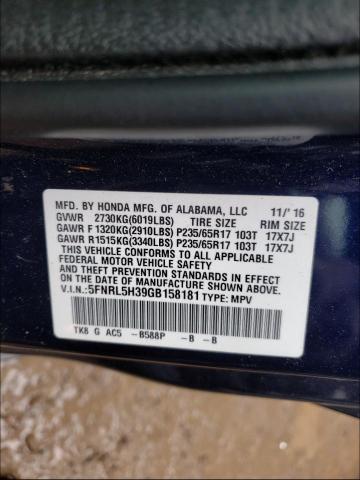 MFD. BY HONDA MFG. OF ALABAMA, LLC 11/'16
GVWR 2730KG(6019LBS) TIRE SIZE RIM SIZE
GAWR F 1320KG(2910LBS) P235/65R17 103T 17X7J
GAWR R1515KG(3340LBS) P235/65R17 103T 17X7J
THIS VEHICLE CONFORMS TO ALL APPLICABLE
FEDERAL MOTOR VEHICLE SAFETY AND
THEFT PREVENTION STANDARDS IN EFFECT
ON THE DATE OF MANUFACTURE SHOWN ABOVE.
V.I.N.: 5FNRL5H39GB158181 TYPE: MPV
TK8 G AC5 -B588P -B -B